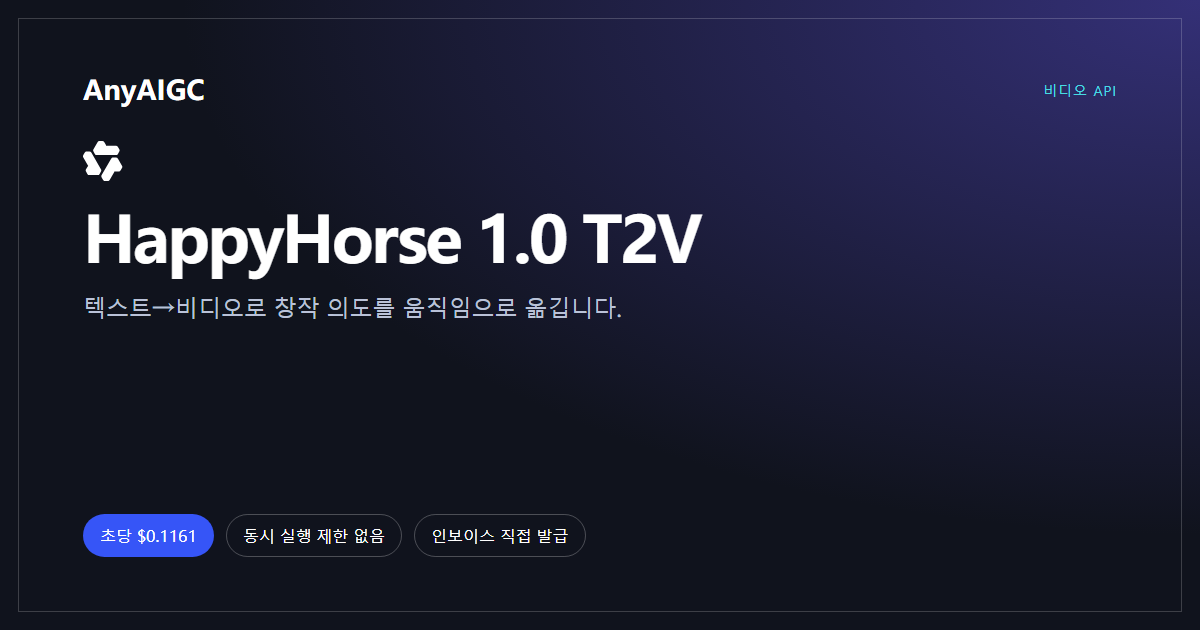 AnyAIGC
비디오 API
HappyHorse 1.0 T2V
텍스트→비디오로 창작 의도를 움직임으로 옮깁니다.
초당 $0.1161
동시 실행 제한 없음
인보이스 직접 발급